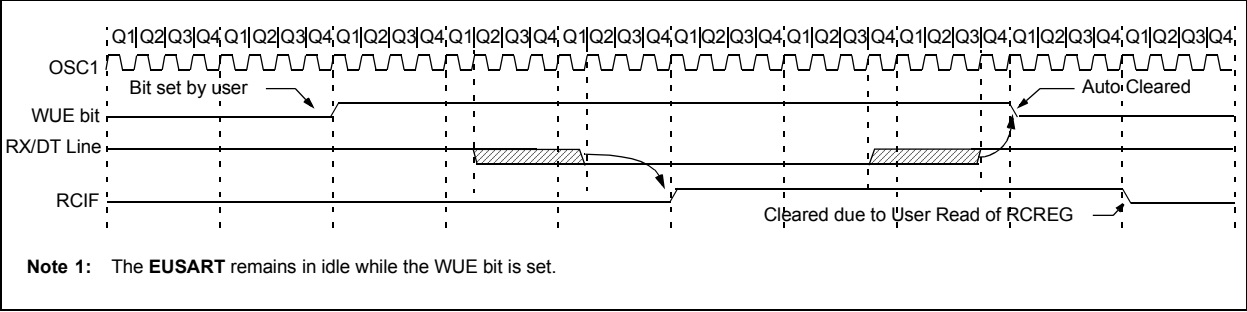 Q1 Q2 Q3 Q4 Q1 Q2 Q3 Q4 Q1 Q2 Q3 Q4 Q1 Q2 Q3 Q4 Q1 Q2 Q3 Q4 Q1 Q2 Q3 Q4 Q1 Q2 Q3 Q4 Q1 Q2 Q3 Q4 Q1 Q2 Q3 Q4 Q1 Q2 Q3 Q4
OSC1
Bit set by user
Auto Cleared
WUE bit
RX/DT Line
RCIF
Cleared due to User Read of RCREG
Note 1: The EUSART remains in idle while the WUE bit is set.